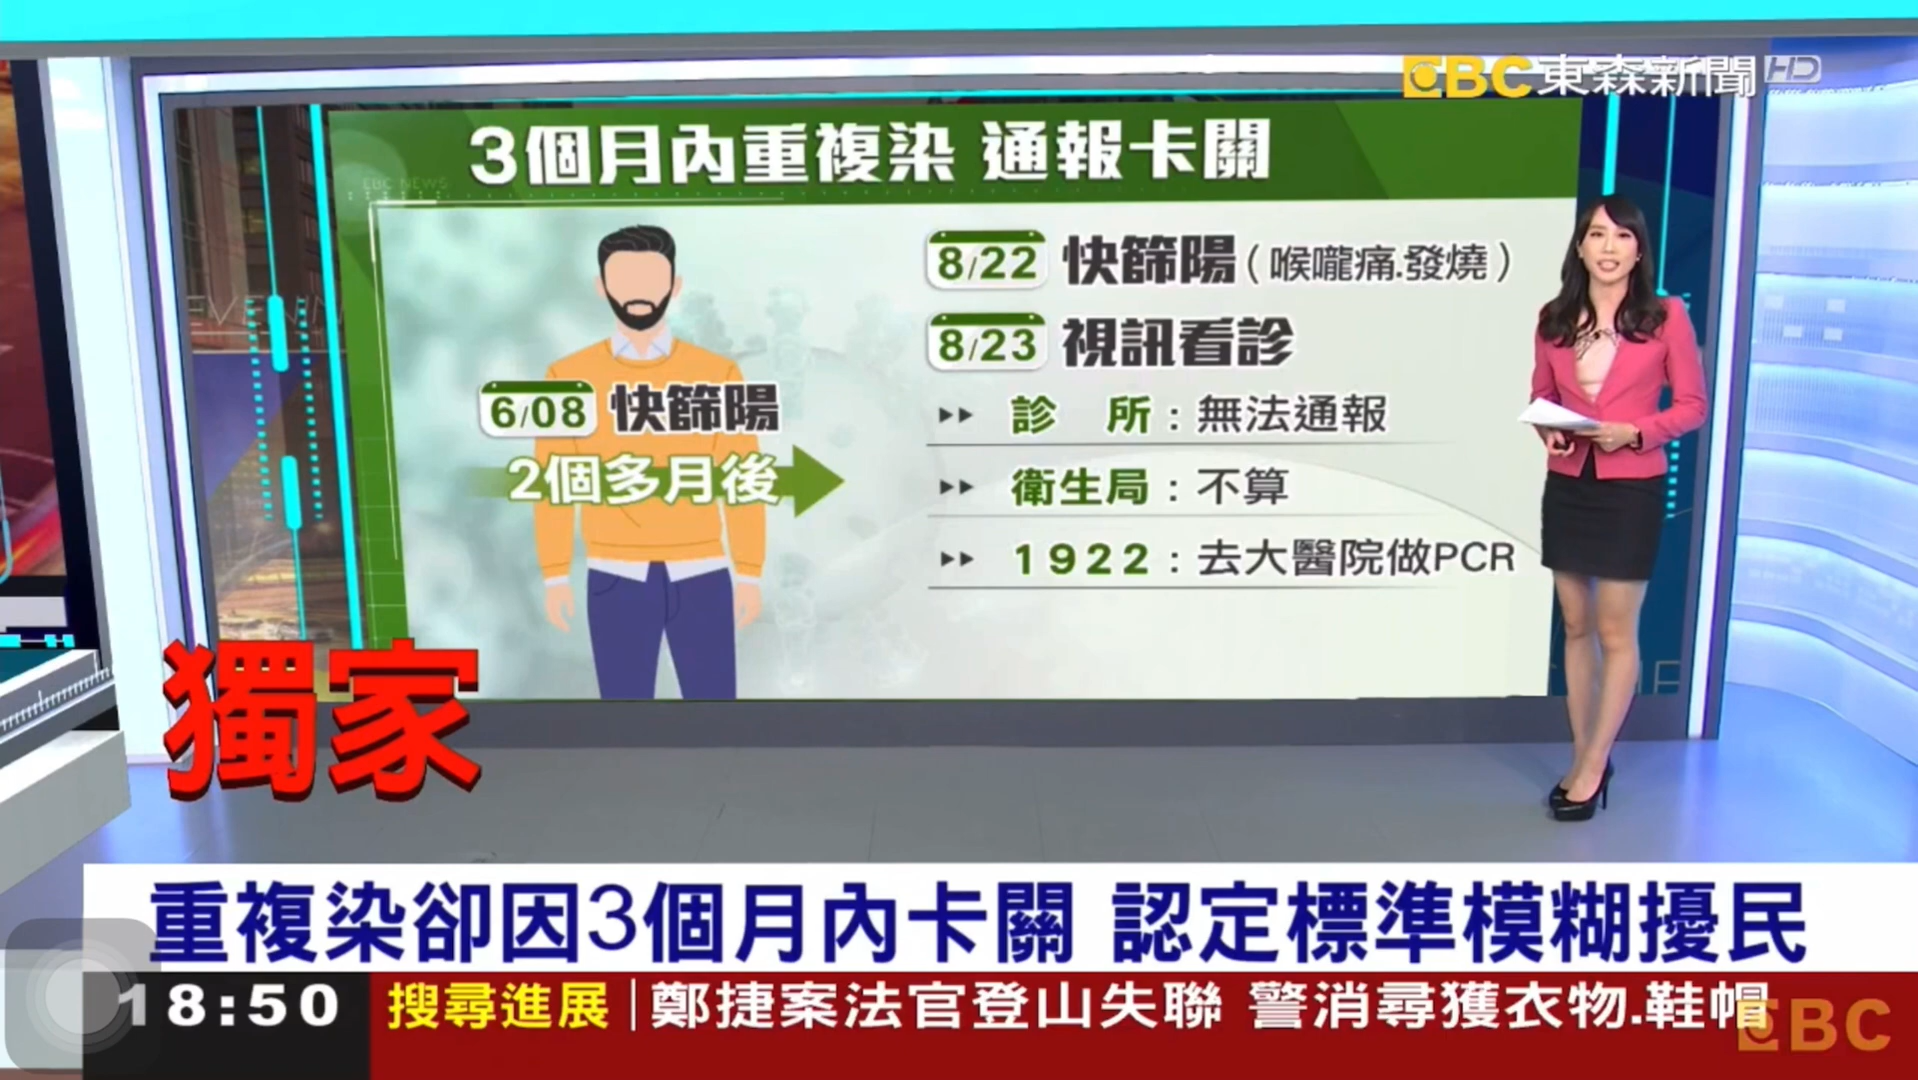 EBC東森新聞HD
3個月內重複染 通報卡關
EBC NEWS
8/22 快篩陽(喉嚨痛.發燒)
8/23 視訊看診
診 所:無法通報
衛生局:不算
1922:去大醫院做PCR
6/08 快篩陽
2個多月後
獨家
重複染卻因3個月內卡關 認定標準模糊擾民
18:50 搜尋進展 鄭捷案法官登山失聯 警消尋獲衣物.鞋帽
EBC